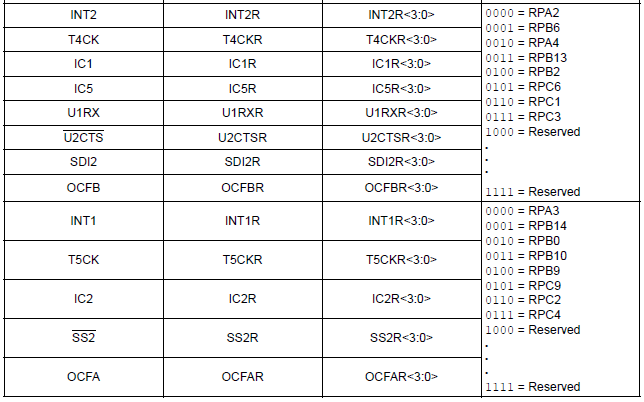 INT2 INT2R INT2R<3:0> 0000 = RPA2
0001 = RPB6
T4CK T4CKR T4CKR<3:0> 0010 = RPA4
0011 = RPB13
IC1 IC1R IC1R<3:0> 0100 = RPB2
IC5 IC5R IC5R<3:0> 0101 = RPC6
0110 = RPC1
U1RX U1RXR U1RXR<3:0> 0111 = RPC3
U2CTS U2CTSR U2CTSR<3:0> 1000 = Reserved
.
SDI2 SDI2R SDI2R<3:0> .
.
OCFB OCFBR OCFBR<3:0> 1111 = Reserved
0000 = RPA3
INT1 INT1R INT1R<3:0> 0001 = RPB14
0010 = RPB0
T5CK T5CKR T5CKR<3:0> 0011 = RPB10
0100 = RPB9
0101 = RPC9
IC2 IC2R IC2R<3:0> 0110 = RPC2
0111 = RPC4
SS2 SS2R SS2R<3:0> 1000 = Reserved
.
.
OCFA OCFAR OCFAR<3:0> .
1111 = Reserved